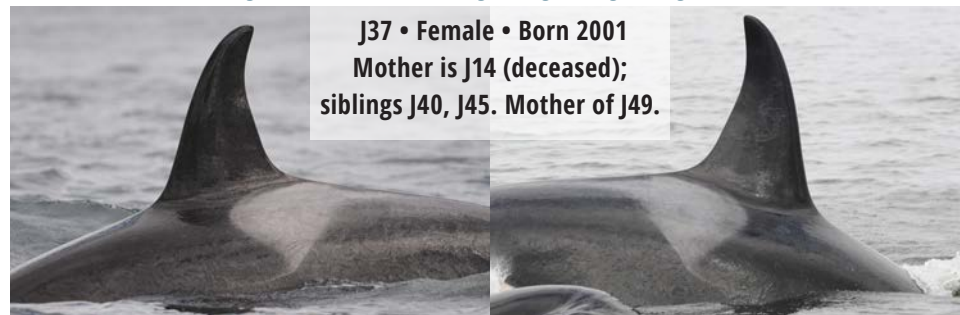 J37 • Female • Born 2001
Mother is J14 (deceased);
siblings J40, J45. Mother of J49.